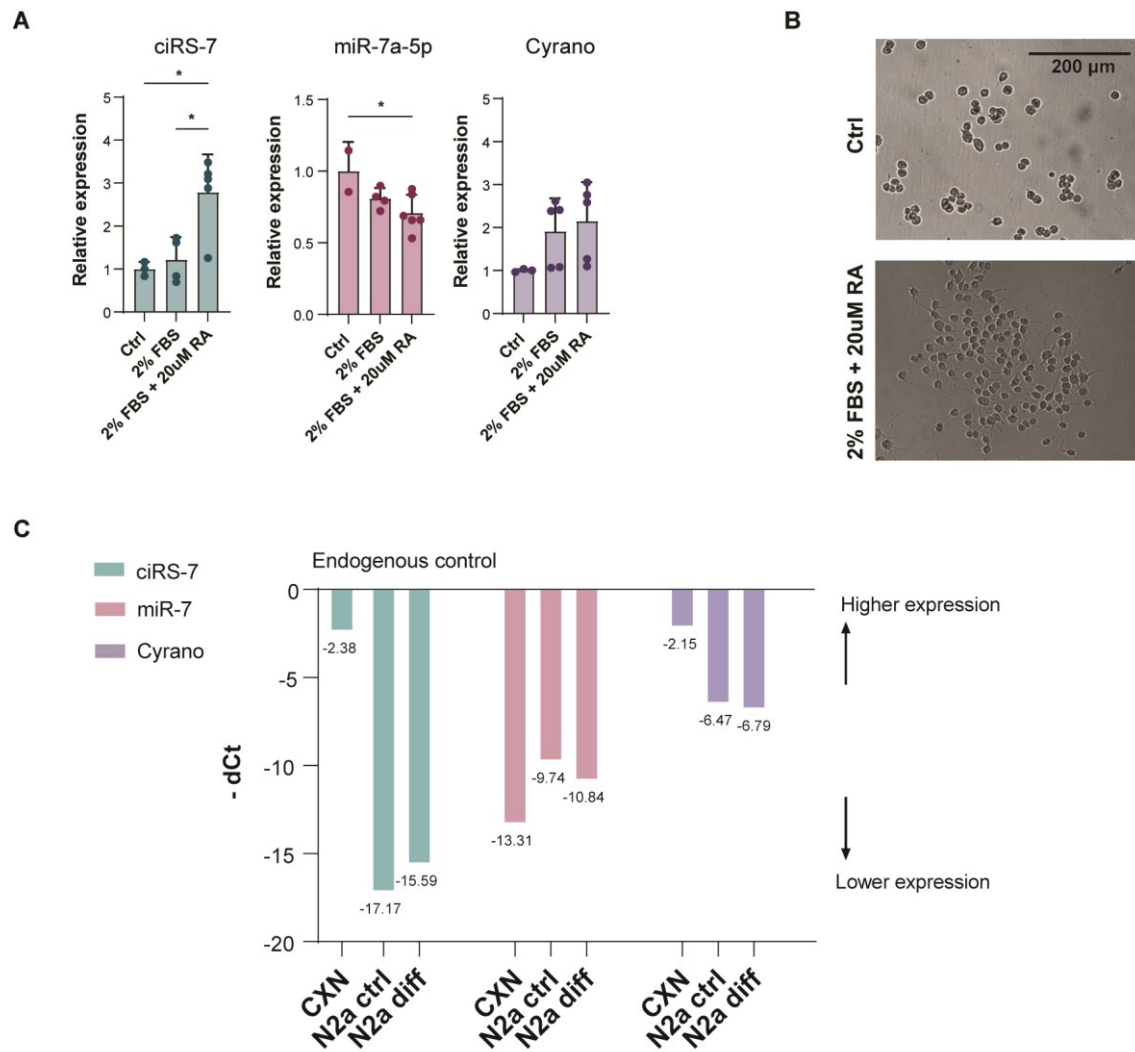 A
ciRS-7
miR-7a-5p
Cyrano
*
*
*
Relative expression
5
4
3
2
1
0
Ctrl
2% FBS
2% FBS + 20uM RA
Relative expression
1.5
1.0
0.5
0.0
Ctrl
2% FBS
2% FBS + 20uM RA
Relative expression
5
4
3
2
1
0
Ctrl
2% FBS
2% FBS + 20uM RA
B
Ctrl
200 µm
2% FBS + 20uM RA
C
ciRS-7
miR-7
Cyrano
Endogenous control
- dCt
0
-5
-10
-15
-20
-2.38
-17.17
-15.59
-13.31
-9.74
-10.84
-2.15
-6.47
-6.79
CXN
N2a ctrl
N2a diff
CXN
N2a ctrl
N2a diff
CXN
N2a ctrl
N2a diff
Higher expression
Lower expression